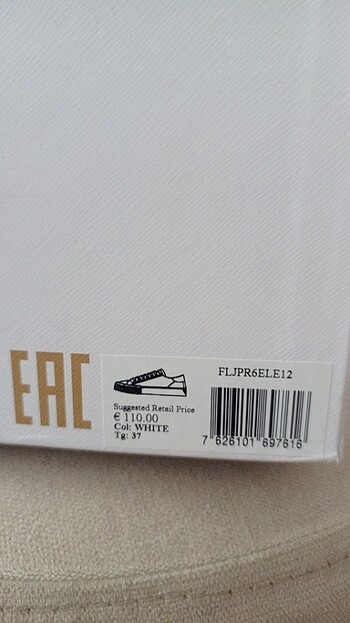 EAC
FLJPR6ELE12
Suggested Retail Price
€ 110.00
Col: WHITE
Tg: 37
7 626101 697616